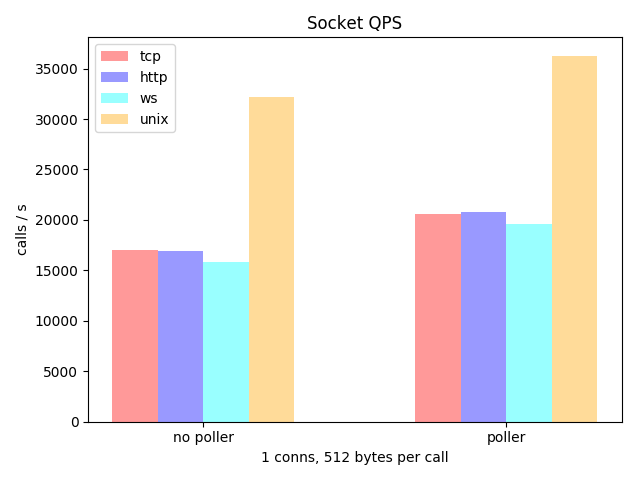 Socket QPS
tcp
http
ws
unix
35000
30000
25000
20000
15000
10000
5000
0
calls / s
no poller
poller
1 conns, 512 bytes per call